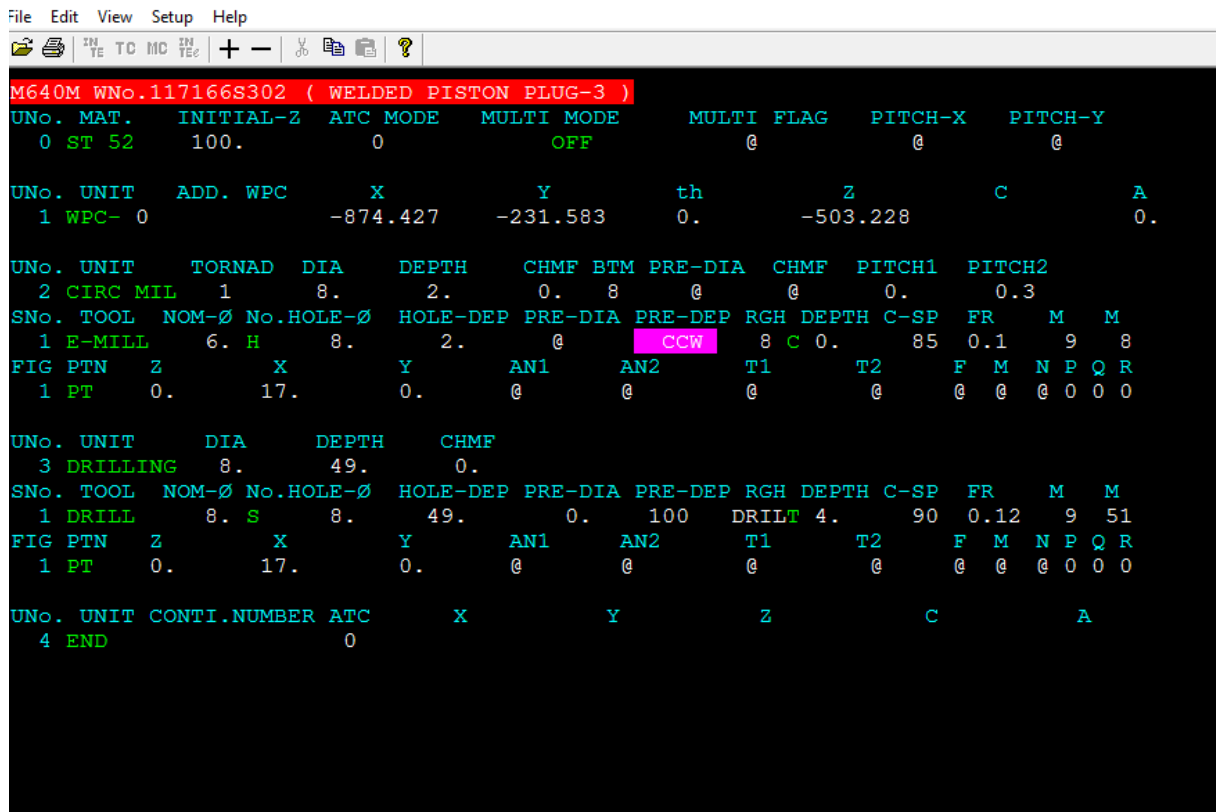 File Edit View Setup Help
IN TE TC MC IN TEc + − ?
M640M WNo.117166S302 ( WELDED PISTON PLUG-3 )
UNo. MAT. INITIAL-Z ATC MODE MULTI MODE MULTI FLAG PITCH-X PITCH-Y
0 ST 52 100. 0 OFF @ @ @
UNo. UNIT ADD. WPC X Y th Z C A
1 WPC- 0 -874.427 -231.583 0. -503.228 0.
UNo. UNIT TORNAD DIA DEPTH CHMF BTM PRE-DIA CHMF PITCH1 PITCH2
2 CIRC MIL 1 8. 2. 0. 8 @ @ 0. 0.3
SNo. TOOL NOM-Ø No.HOLE-Ø HOLE-DEP PRE-DIA PRE-DEP RGH DEPTH C-SP FR M M
1 E-MILL 6. H 8. 2. @ CCW 8 C 0. 85 0.1 9 8
FIG PTN Z X Y AN1 AN2 T1 T2 F M N P Q R
1 PT 0. 17. 0. @ @ @ @ @ @ @ 0 0 0
UNo. UNIT DIA DEPTH CHMF
3 DRILLING 8. 49. 0.
SNo. TOOL NOM-Ø No.HOLE-Ø HOLE-DEP PRE-DIA PRE-DEP RGH DEPTH C-SP FR M M
1 DRILL 8. S 8. 49. 0. 100 DRILT 4. 90 0.12 9 51
FIG PTN Z X Y AN1 AN2 T1 T2 F M N P Q R
1 PT 0. 17. 0. @ @ @ @ @ @ @ 0 0 0
UNo. UNIT CONTI.NUMBER ATC X Y Z C A
4 END 0